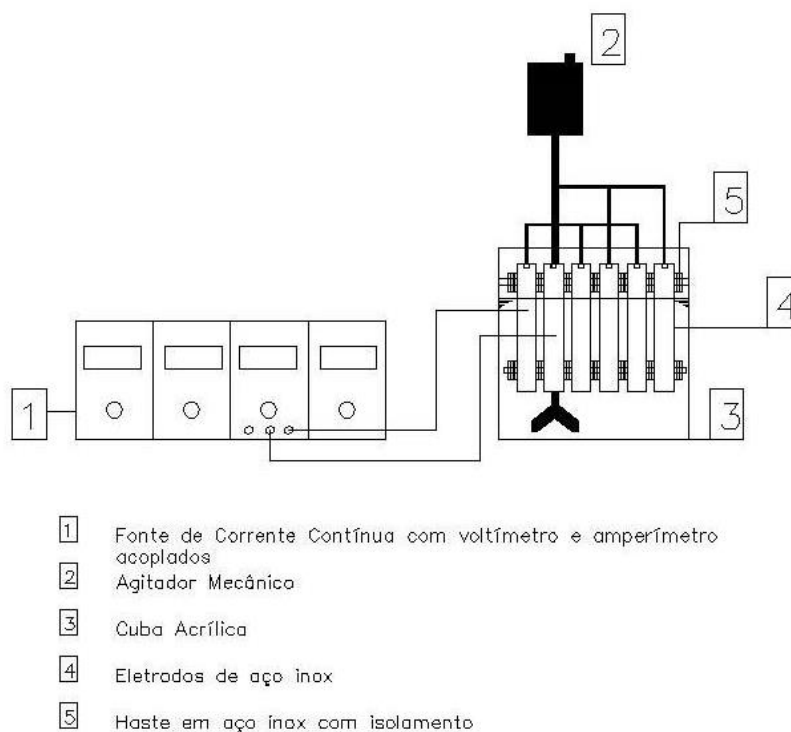 2
5
4
1
3
1 Fonte de Corrente Contínua com voltímetro e amperímetro
acoplados
2 Agitador Mecânico
3 Cuba Acrílica
4 Eletrodos de aço inox
5 Haste em aço inox com isolamento